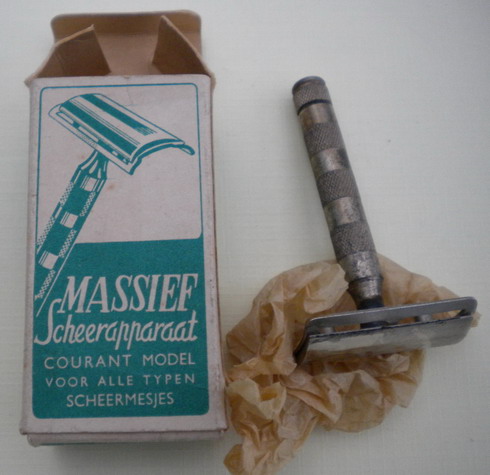 MASSIEF
Scheerapparaat
COURANT MODEL
VOOR ALLE TYPEN
SCHEERMESJES